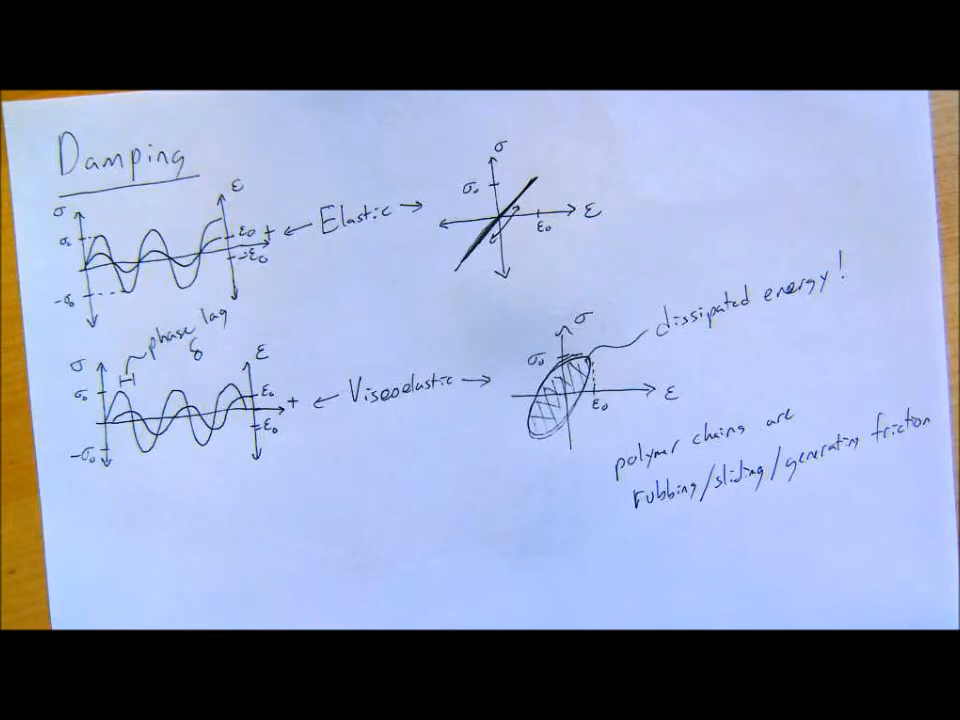 Damping
σ
ε
σ₀
ε₀
t
-ε₀
-σ₀
Elastic
σ
σ₀
ε
ε₀
phase lag
δ
σ
ε
σ₀
ε₀
t
-ε₀
-σ₀
Viscoelastic
σ
σ₀
ε
ε₀
dissipated energy!
polymer chains are
rubbing/sliding/generating friction